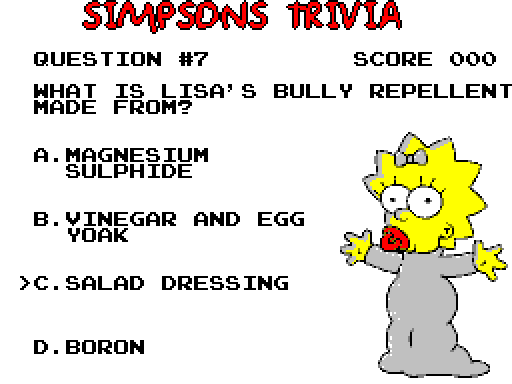 SIMPSONS TRIVIA
QUESTION #7 SCORE 000
WHAT IS LISA'S BULLY REPELLENT
MADE FROM?
A.MAGNESIUM
SULPHIDE
B.VINEGAR AND EGG
YOAK
>C.SALAD DRESSING
D.BORON